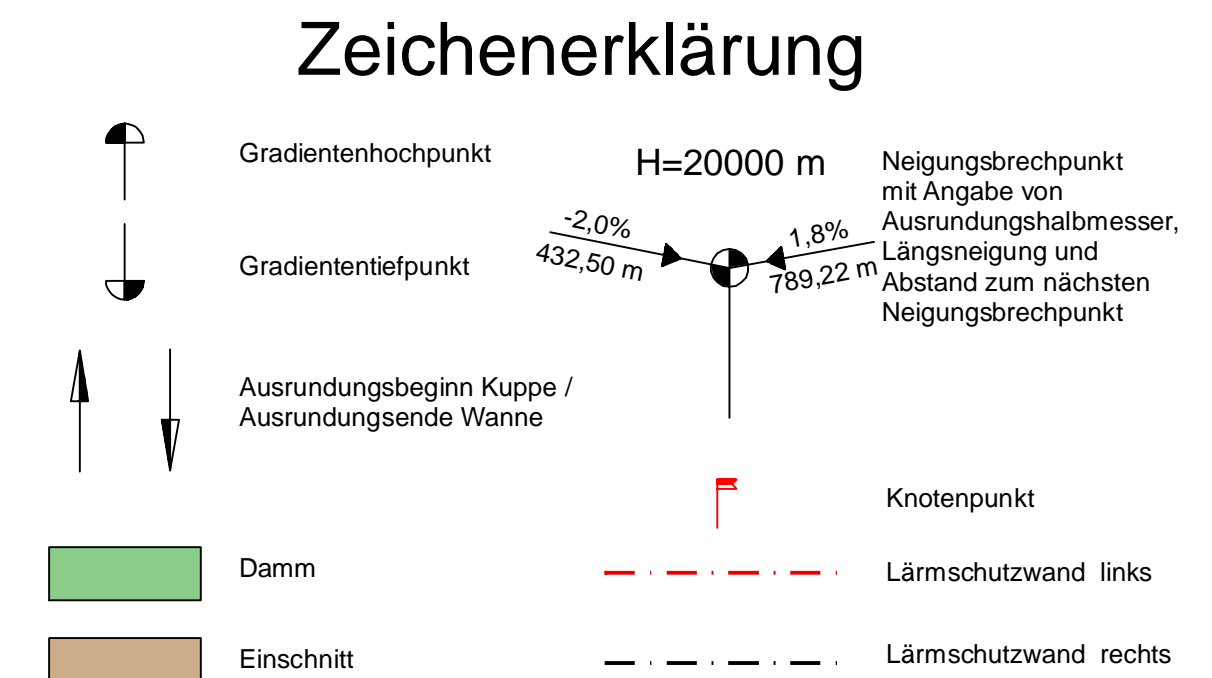 Zeichenerklärung
Gradientenhochpunkt
Gradiententiefpunkt
Ausrundungsbeginn Kuppe /
Ausrundungsende Wanne
Damm
Einschnitt
H=20000 m
-2,0%
432,50 m
1,8%
789,22 m
Neigungsbrechpunkt
mit Angabe von
Ausrundungshalbmesser,
Längsneigung und
Abstand zum nächsten
Neigungsbrechpunkt
Knotenpunkt
Lärmschutzwand links
Lärmschutzwand rechts